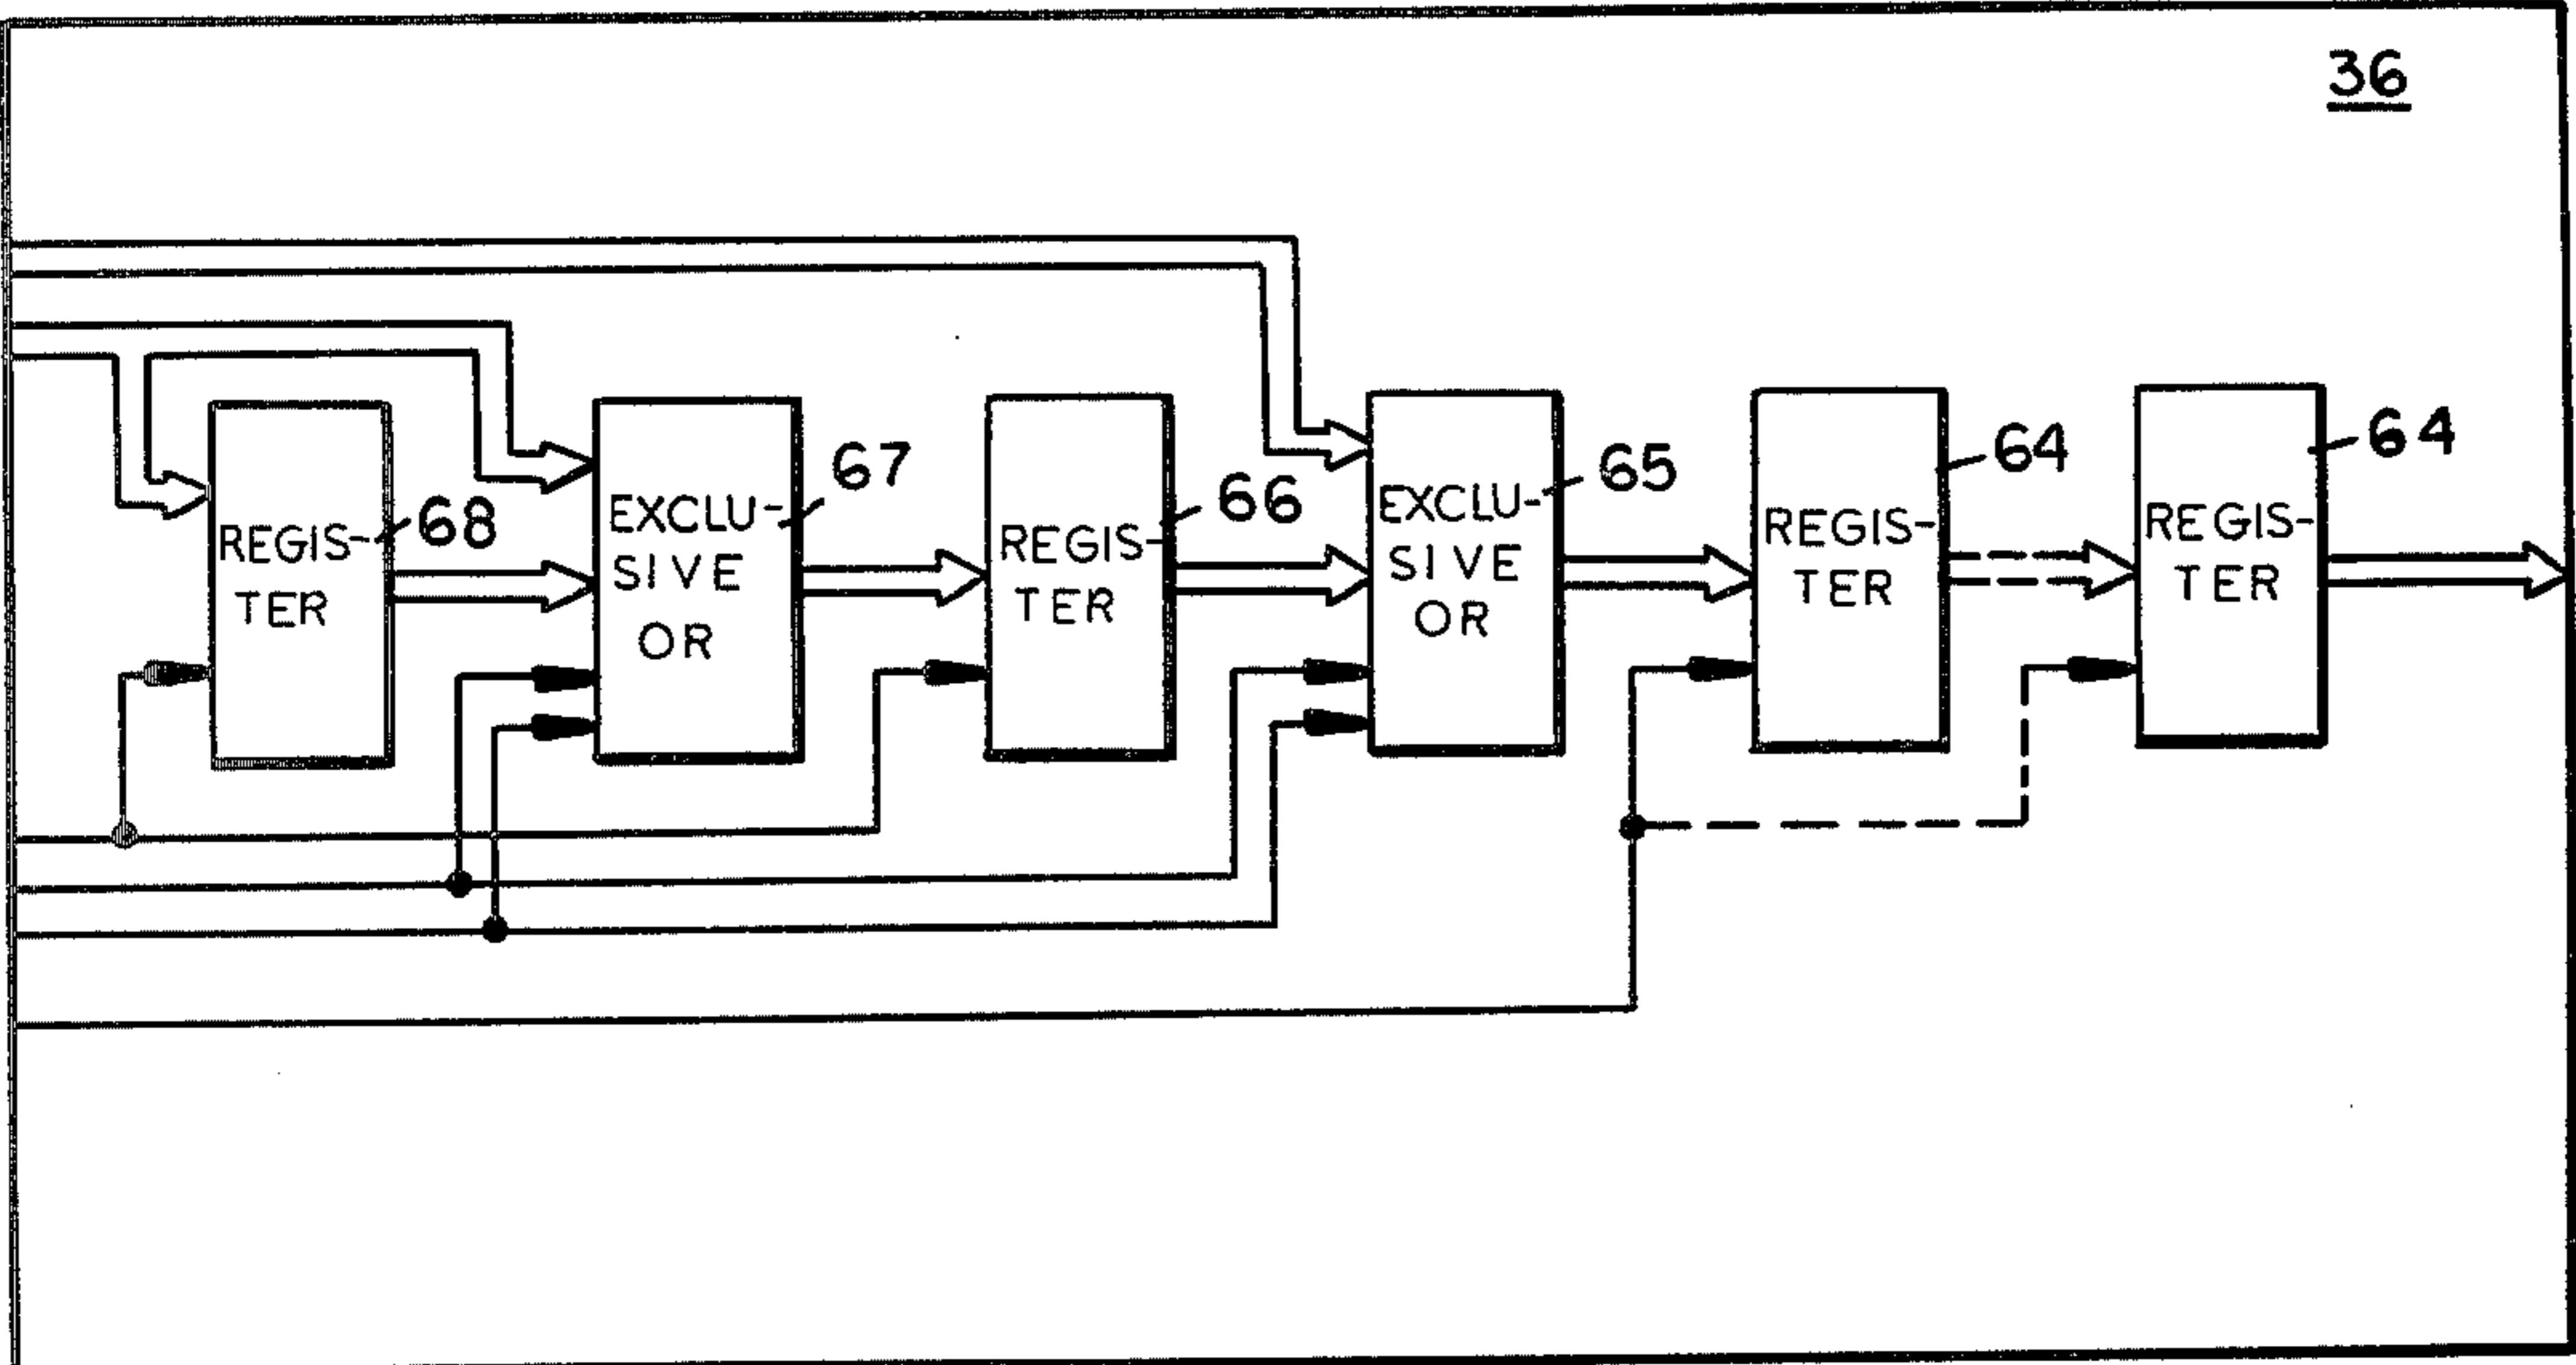 36
REGIS-
TER
68
EXCLU-
SIVE
OR
67
REGIS-
TER
66
EXCLU-
SIVE
OR
65
REGIS-
TER
64
REGIS-
TER
64